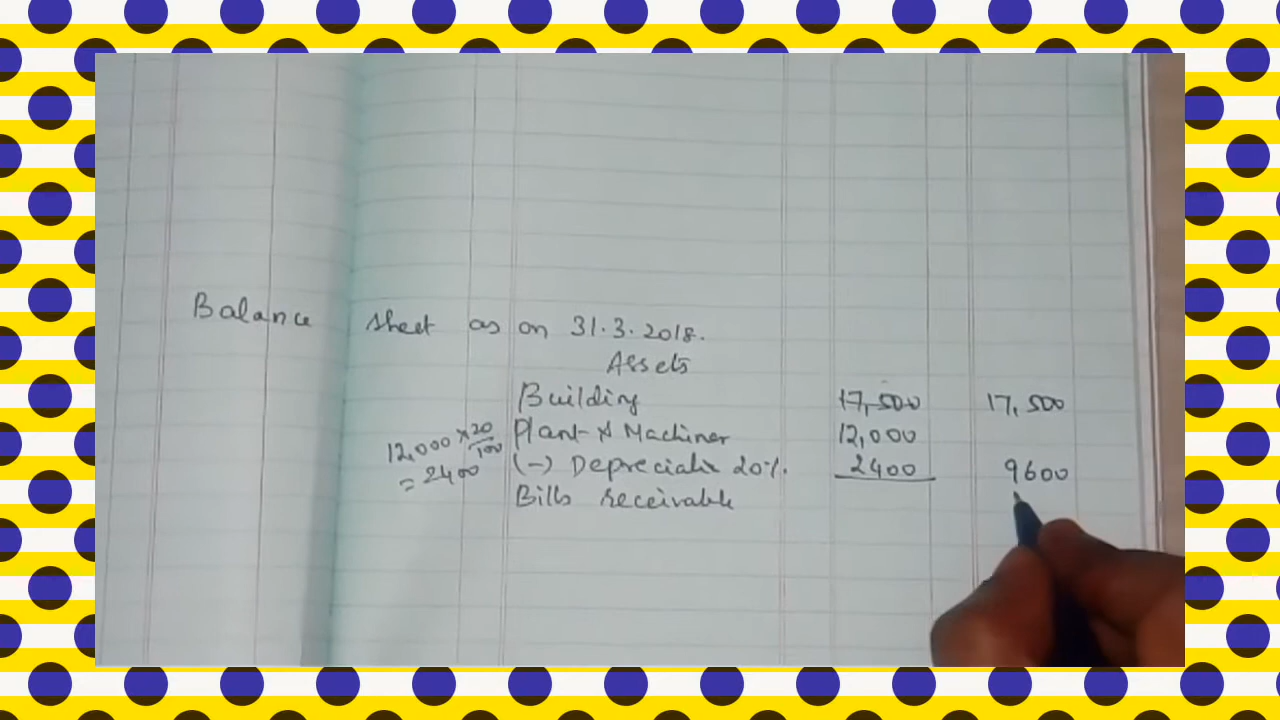 Balance sheet as on 31.3.2018.
Assets
Building 17,500 17,500
12,000 × 20/100 Plant & Machiner 12,000
= 2400 (-) Depreciatn 20%. 2400 9600
Bills receivable